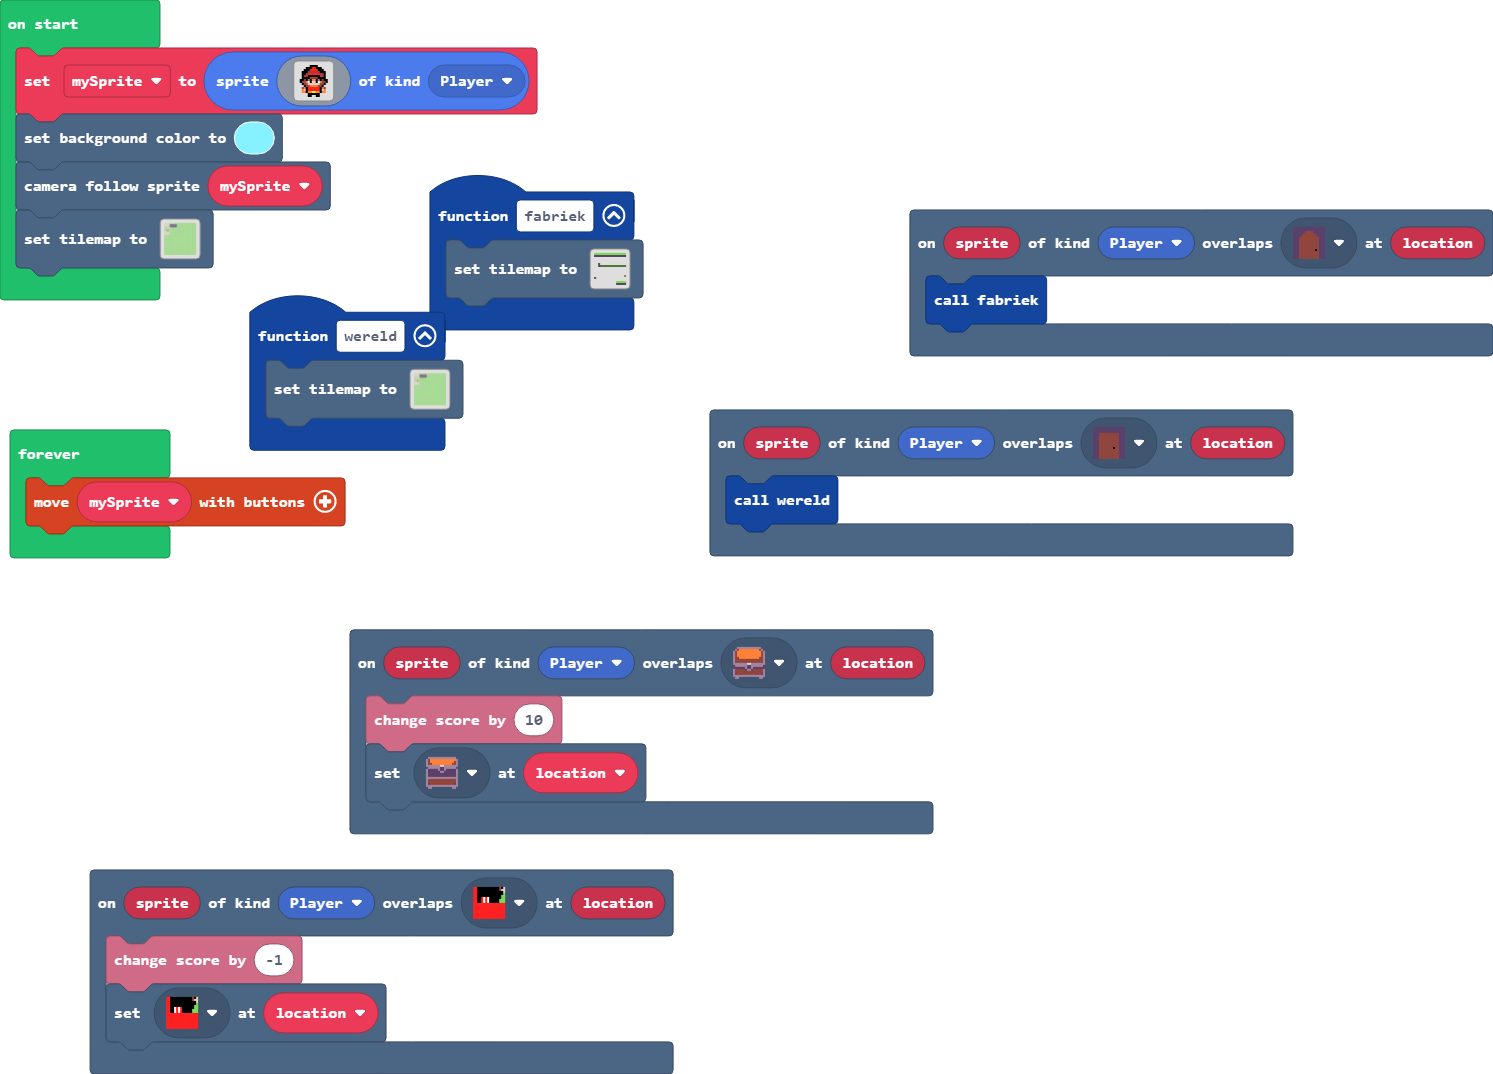 on start
set mySprite to sprite of kind Player
set background color to
camera follow sprite mySprite
set tilemap to
function fabriek
set tilemap to
function wereld
set tilemap to
forever
move mySprite with buttons
on sprite of kind Player overlaps at location
call fabriek
on sprite of kind Player overlaps at location
call wereld
on sprite of kind Player overlaps at location
change score by 10
set at location
on sprite of kind Player overlaps at location
change score by -1
set at location